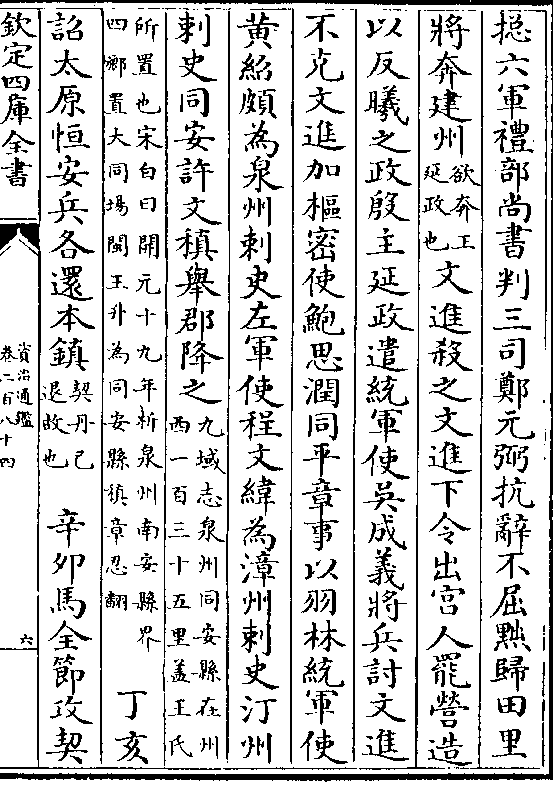 揔六軍禮部尚書判三司鄭元弼抗辭不屈黜歸田里
將奔建州欲奔王延政也文進殺之文進下令出宫人罷營造
以反曦之政殷主延政遣統軍使吳成義將兵討文進
不克文進加樞密使鮑思潤同平章事以羽林統軍使
黄紹頗為泉州刺史左軍使程文緯為漳州刺史汀州
刺史同安許文稹舉郡降之九域志泉州同安縣在州西一百三十五里盖王氏
所置也宋白曰開元十九年析泉州南安縣界四鄉置大同場閩王升為同安縣稹章忍翻丁亥
詔太原恒安兵各還本鎮契丹已退故也辛卯馬全節攻契
欽定四庫全書
資治通鑑
卷二百八十四
六